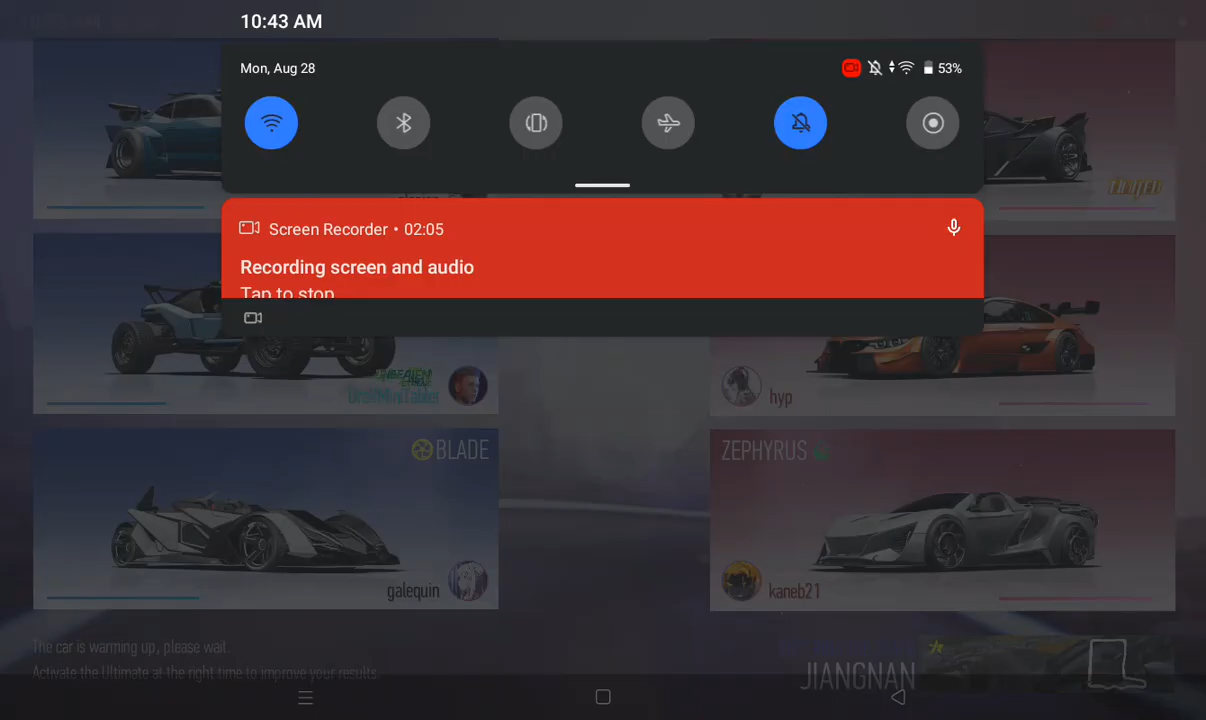 10:43 AM
Mon, Aug 28
53%
Screen Recorder • 02:05
Recording screen and audio
Tap to stop
hyp
BLADE
ZEPHYRUS
galequin
kaneb21
The car is warming up, please wait.
Activate the Ultimate at the right time to improve your results.
JIANGNAN